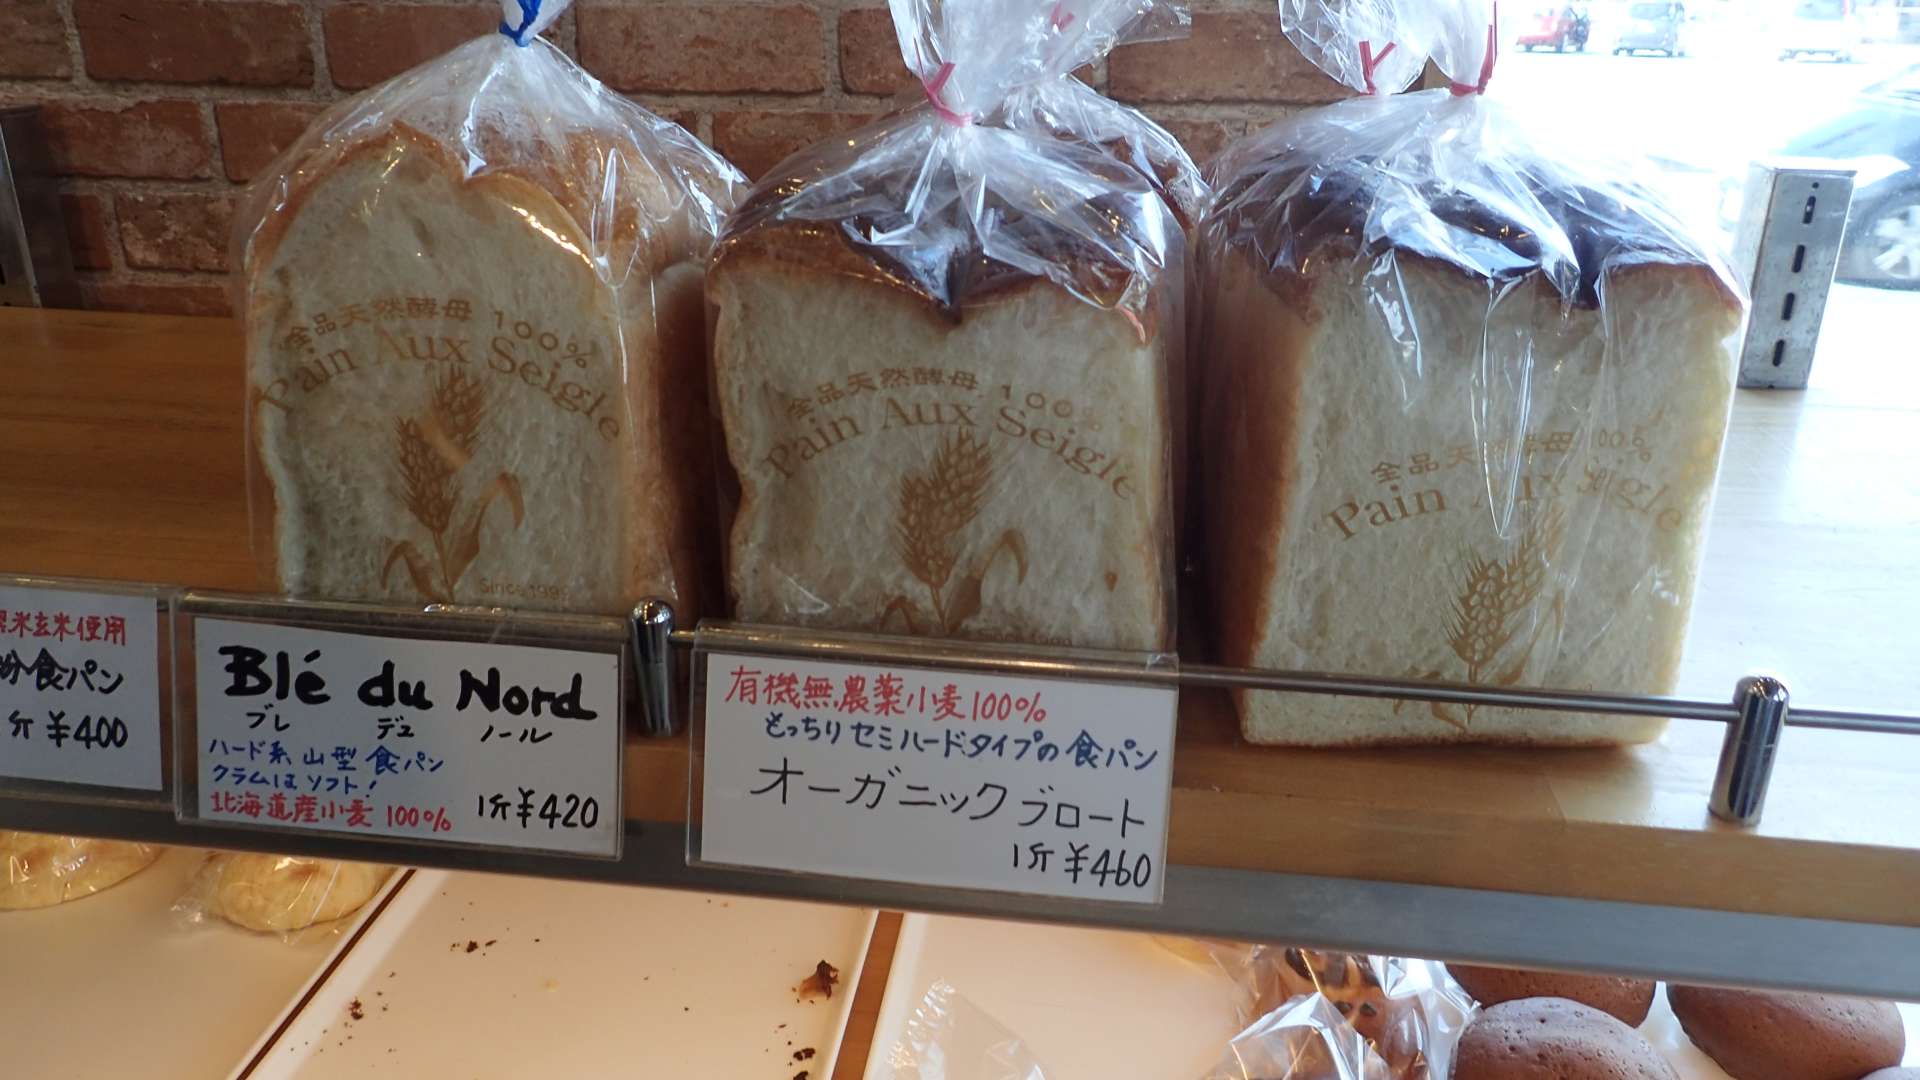 全品天然酵母 100%
Pain Aux Seigle
Since 1999
全品天然酵母 100%
Pain Aux Seigle
全品天然酵母 100%
Pain Aux Seigle
米玄米使用
食パン
斤 ¥400
Blé du Nord
ブレ デュ ノール
ハード系 山型 食パン
クラムは ソフト!
北海道産小麦 100%
1斤 ¥420
有機無農薬小麦100%
もっちりセミハードタイプの食パン
オーガニックブロート
1斤 ¥460